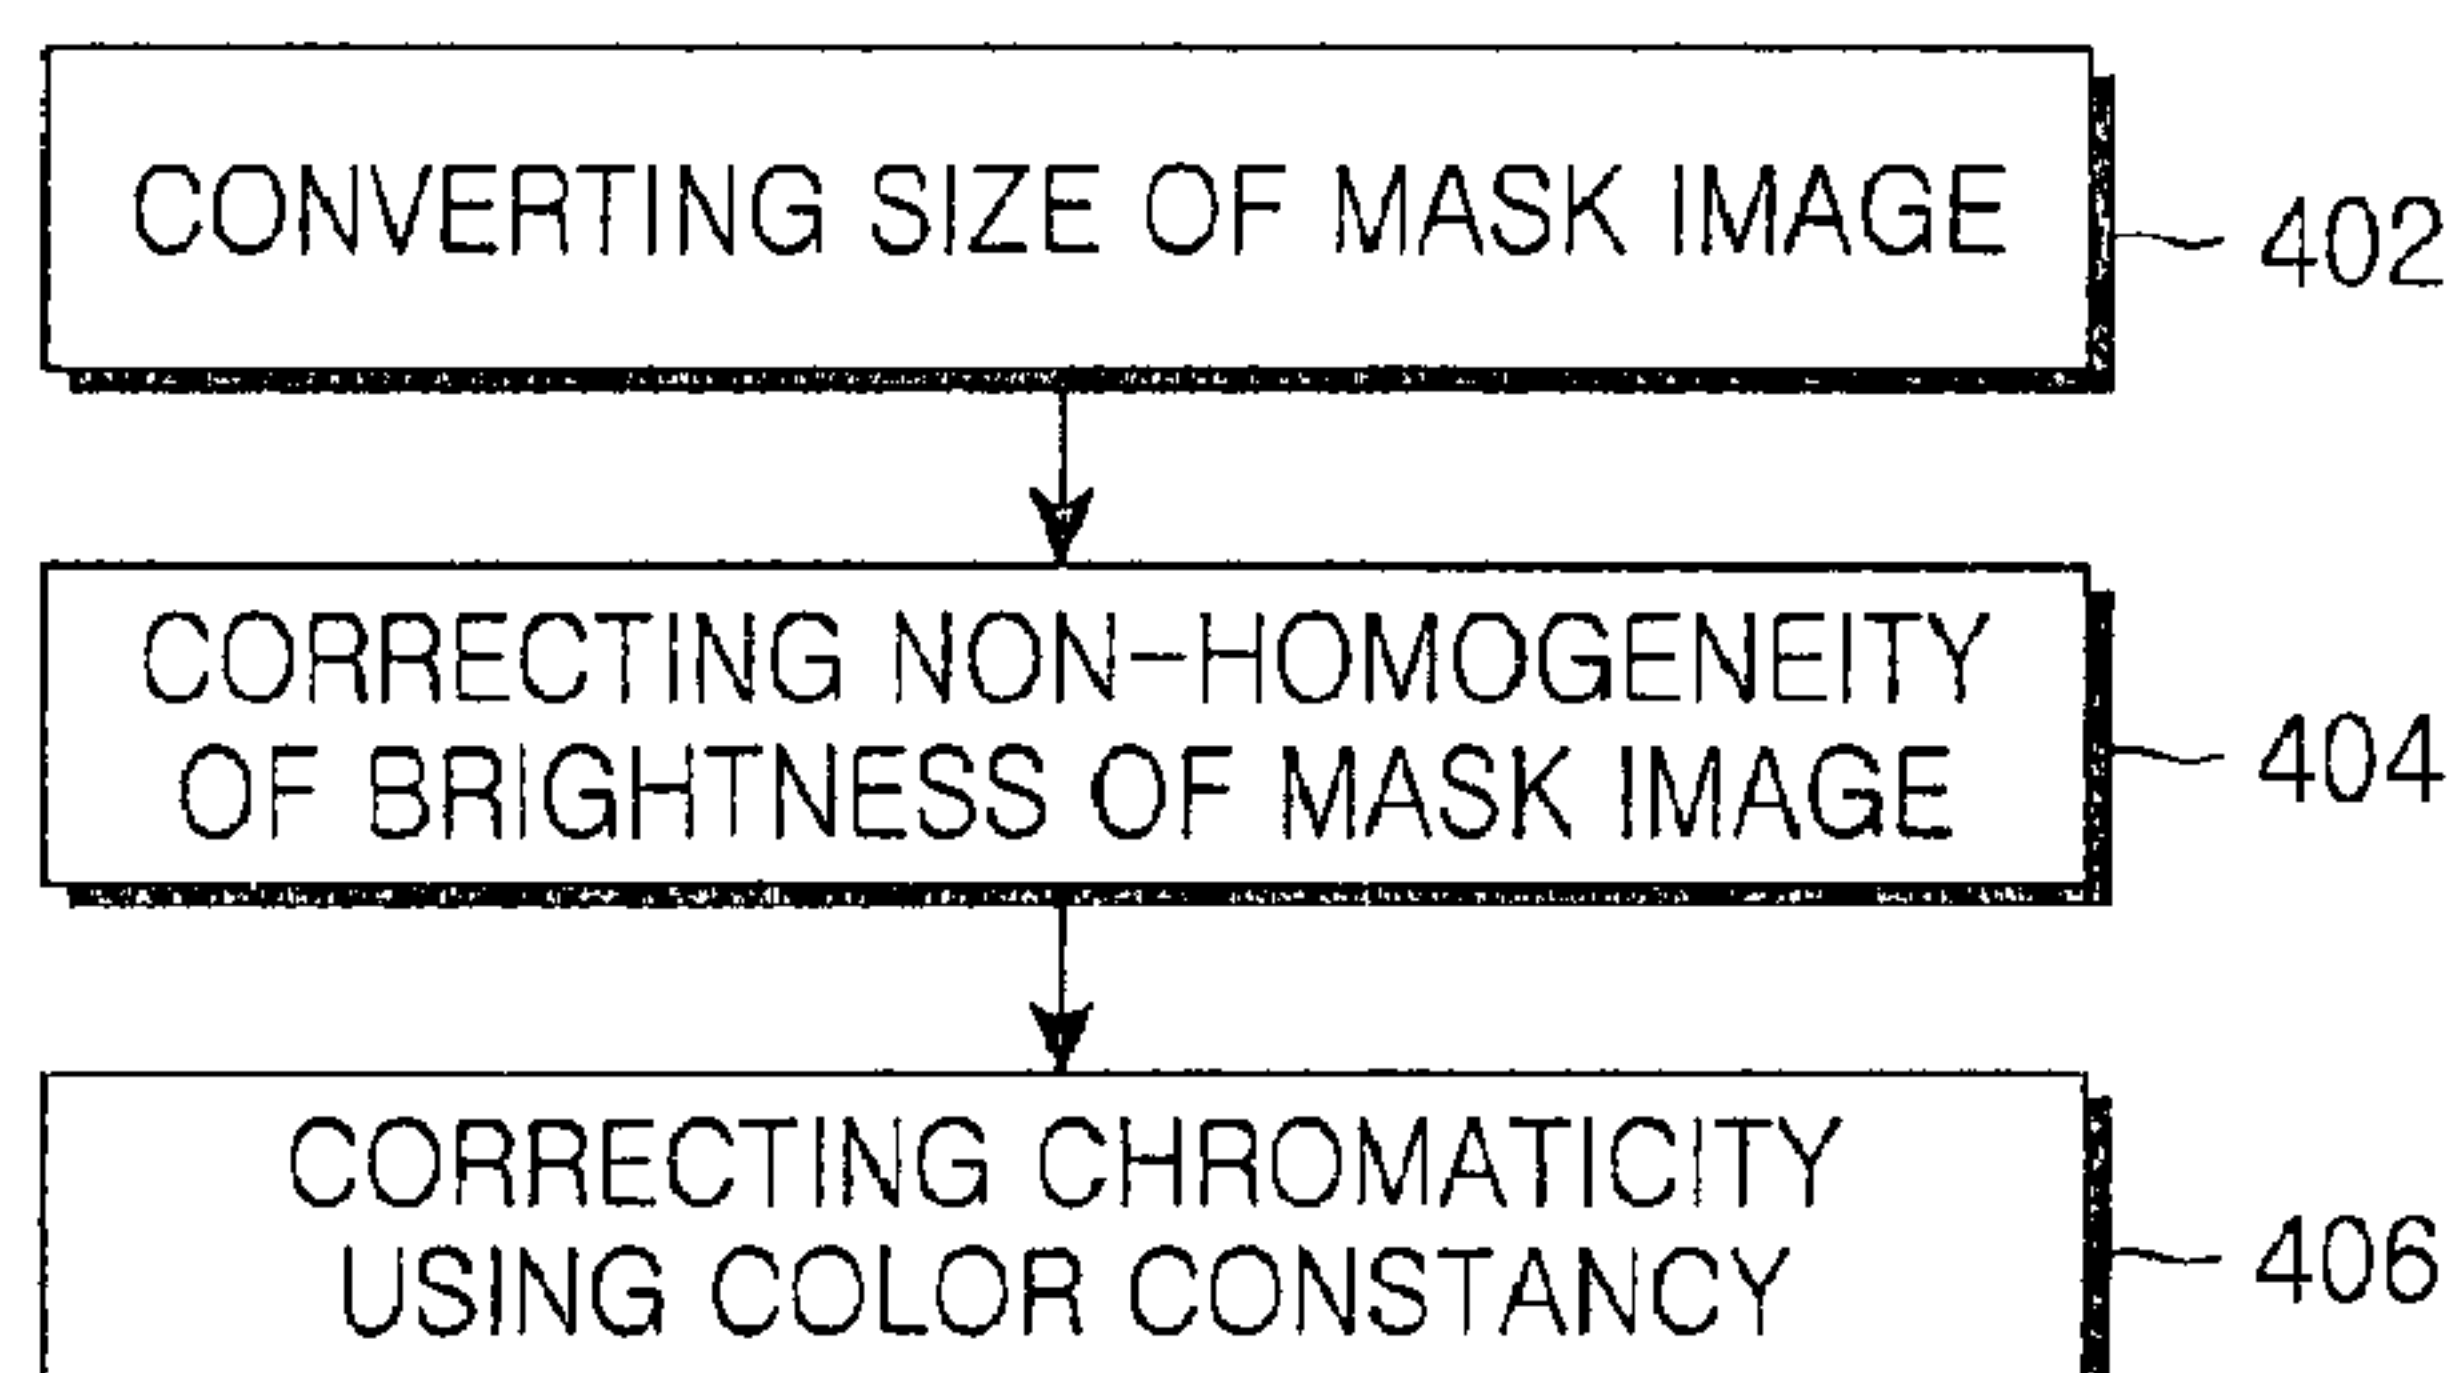 CONVERTING SIZE OF MASK IMAGE
402
CORRECTING NON-HOMOGENEITY
OF BRIGHTNESS OF MASK IMAGE
404
CORRECTING CHROMATICITY
USING COLOR CONSTANCY
406